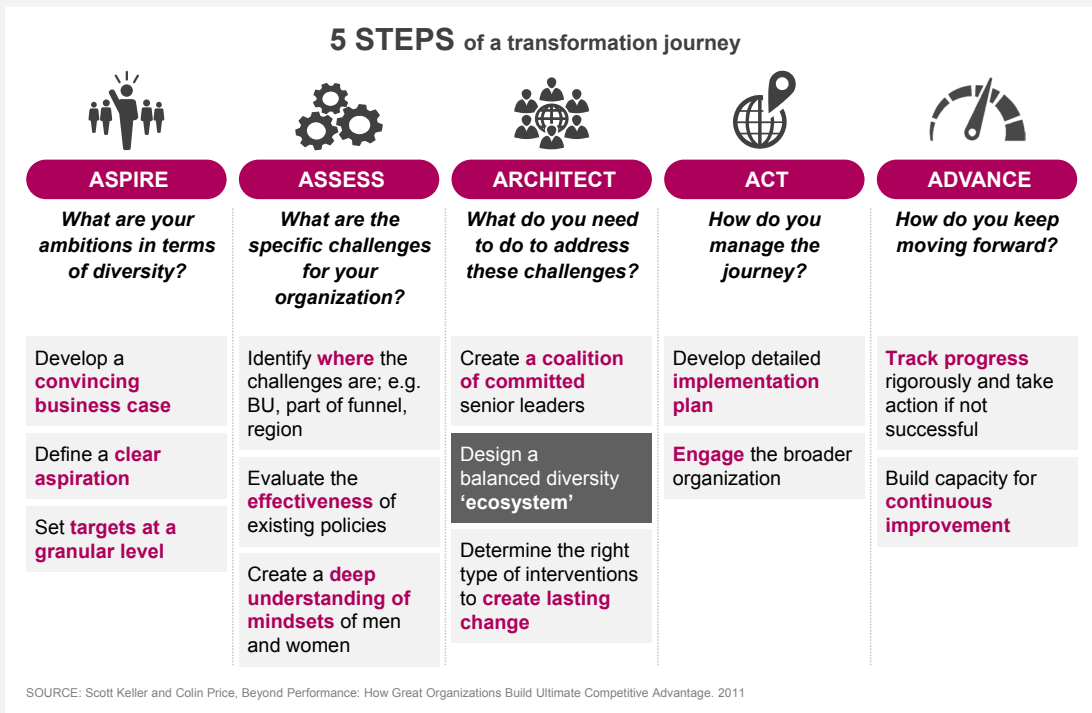 5 STEPS of a transformation journey
ASPIRE
What are your
ambitions in terms
of diversity?
Develop a
convincing
business case
Define a clear
aspiration
Set targets at a
granular level
ASSESS
What are the
specific challenges
for your
organization?
Identify where the
challenges are; e.g.
BU, part of funnel,
region
Evaluate the
effectiveness of
existing policies
Create a deep
understanding of
mindsets of men
and women
ARCHITECT
What do you need
to do to address
these challenges?
Create a coalition
of committed
senior leaders
Design a
balanced diversity
‘ecosystem’
Determine the right
type of interventions
to create lasting
change
ACT
How do you
manage the
journey?
Develop detailed
implementation
plan
Engage the broader
organization
ADVANCE
How do you keep
moving forward?
Track progress
rigorously and take
action if not
successful
Build capacity for
continuous
improvement
SOURCE: Scott Keller and Colin Price, Beyond Performance: How Great Organizations Build Ultimate Competitive Advantage. 2011